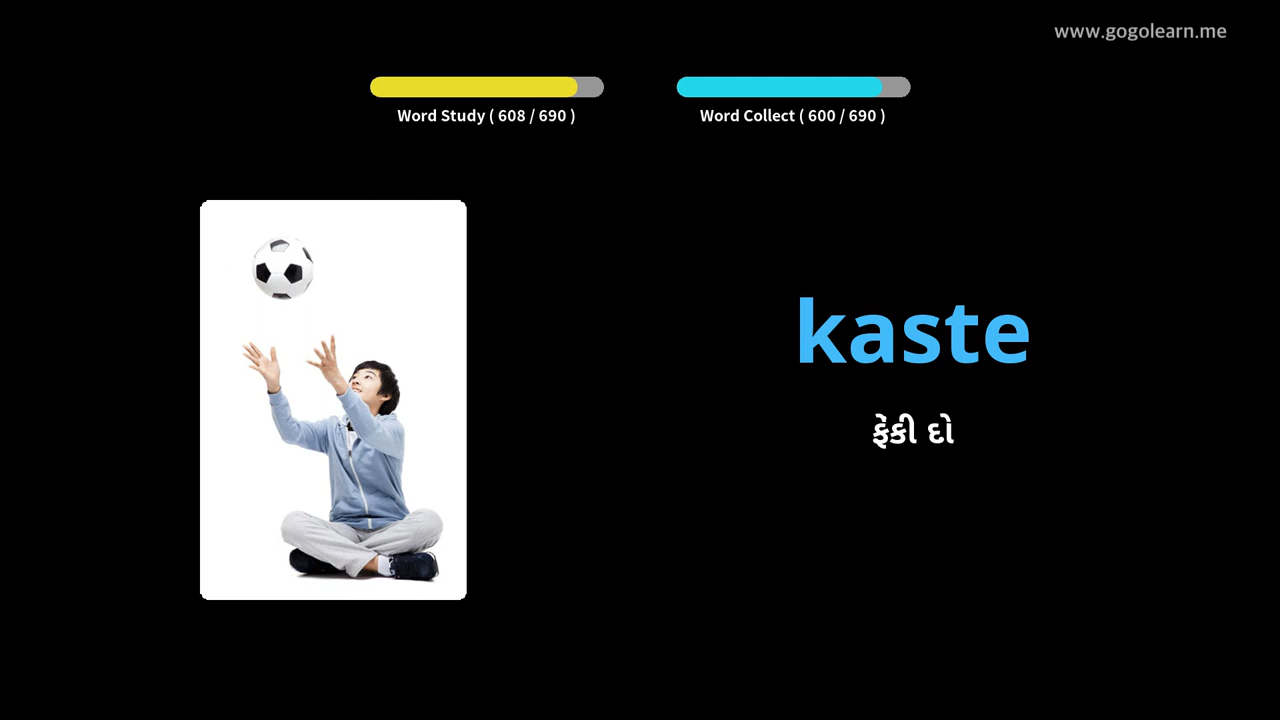 www.gogolearn.me
Word Study ( 608 / 690 )
Word Collect ( 600 / 690 )
kaste
ફેંકી દો